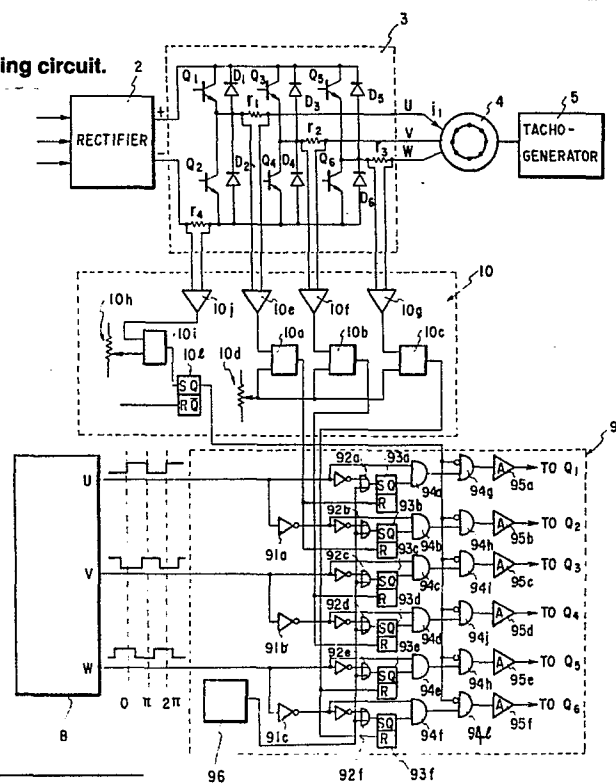 ing circuit.
3
2
RECTIFIER
+
-
Q1
D1
Q3
Q5
r1
D3
D5
U
i1
4
5
r2
V
TACHO-
GENERATOR
r3
W
Q2
D2
Q4
D4
Q6
D6
r4
10
10h
10j
10e
10f
10g
10i
10a
10b
10c
10l
10d
S Q
R Q̅
9
92a
93a
U
S Q
R
94a
94g
A
95a
TO Q1
92b
93b
91a
S Q
R
94b
94h
A
95b
TO Q2
92c
93c
V
S Q
R
94c
94i
A
95c
TO Q3
92d
93d
91b
S Q
R
94d
94j
A
95d
TO Q4
92e
93e
W
S Q
R
94e
94h
A
95e
TO Q5
0
π
2π
91c
S Q
R
94f
94l
A
95f
TO Q6
8
96
92f
93f